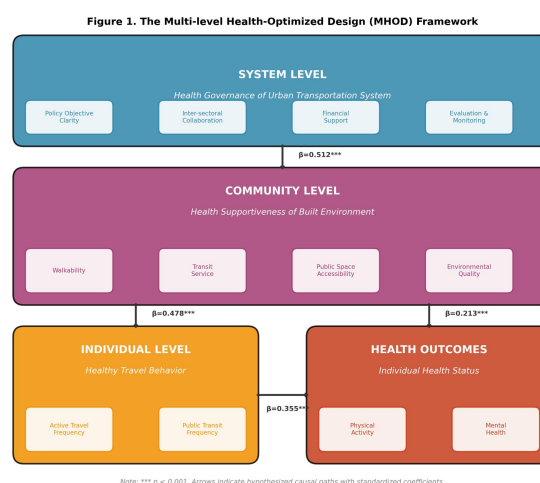 Figure 1. The Multi-level Health-Optimized Design (MHOD) Framework
SYSTEM LEVEL
Health Governance of Urban Transportation System
Policy Objective
Clarity
Inter-sectoral
Collaboration
Financial
Support
Evaluation &
Monitoring
β=0.512***
COMMUNITY LEVEL
Health Supportiveness of Built Environment
Walkability
Transit
Service
Public Space
Accessibility
Environmental
Quality
β=0.478***
β=0.213***
INDIVIDUAL LEVEL
Healthy Travel Behavior
Active Travel
Frequency
Public Transit
Frequency
β=0.355***
HEALTH OUTCOMES
Individual Health Status
Physical
Activity
Mental
Health
Note: *** p < 0.001. Arrows indicate hypothesized causal paths with standardized coefficients.